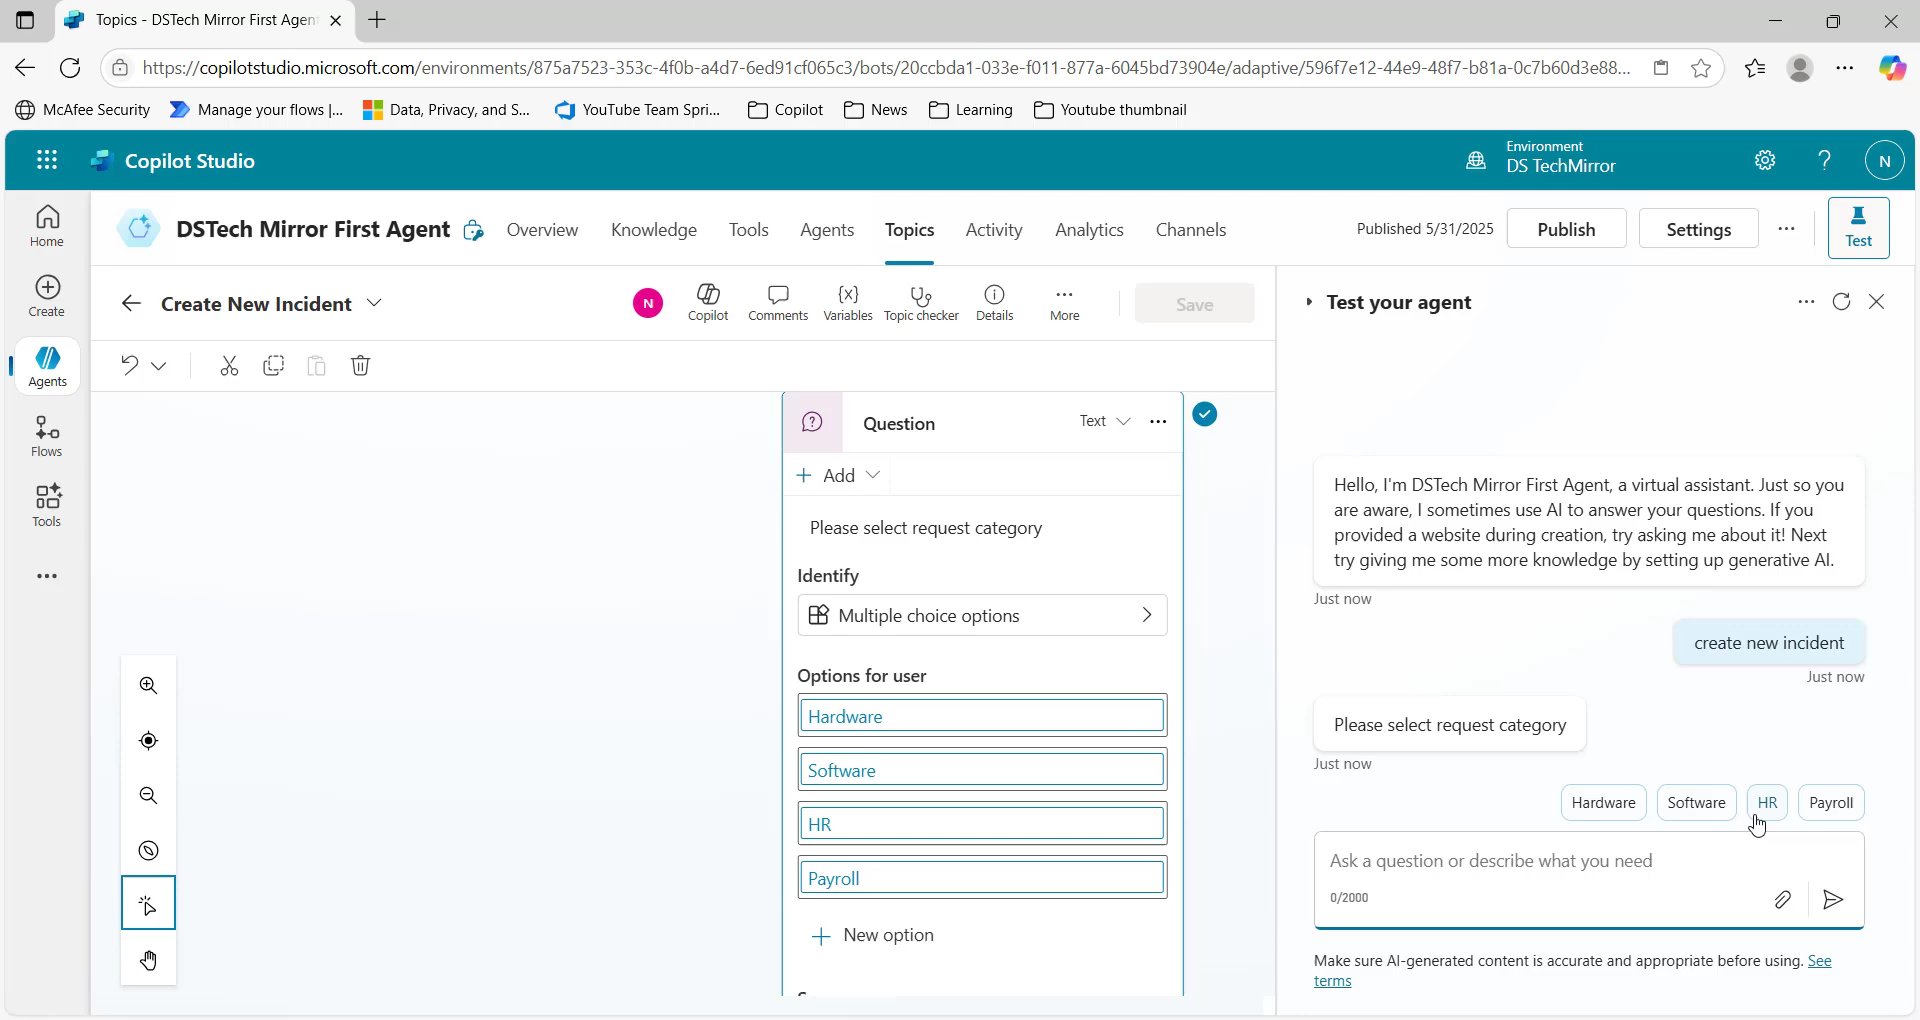 Topics - DSTech Mirror First Agen
https://copilotstudio.microsoft.com/environments/875a7523-353c-4f0b-a4d7-6ed91cf065c3/bots/20ccbda1-033e-f011-877a-6045bd73904e/adaptive/596f7e12-44e9-48f7-b81a-0c7b60d3e88...
McAfee Security
Manage your flows |...
Data, Privacy, and S...
YouTube Team Spri...
Copilot
News
Learning
Youtube thumbnail
Copilot Studio
Environment
DS TechMirror
N
Home
Create
Agents
Flows
Tools
DSTech Mirror First Agent
Overview
Knowledge
Tools
Agents
Topics
Activity
Analytics
Channels
Published 5/31/2025
Publish
Settings
Test
Create New Incident
N
Copilot
Comments
Variables
Topic checker
Details
More
Save
Question
Text
Add
Please select request category
Identify
Multiple choice options
Options for user
Hardware
Software
HR
Payroll
New option
Test your agent
Hello, I'm DSTech Mirror First Agent, a virtual assistant. Just so you
are aware, I sometimes use AI to answer your questions. If you
provided a website during creation, try asking me about it! Next
try giving me some more knowledge by setting up generative AI.
Just now
create new incident
Just now
Please select request category
Just now
Hardware
Software
HR
Payroll
Ask a question or describe what you need
0/2000
Make sure AI-generated content is accurate and appropriate before using. See
terms